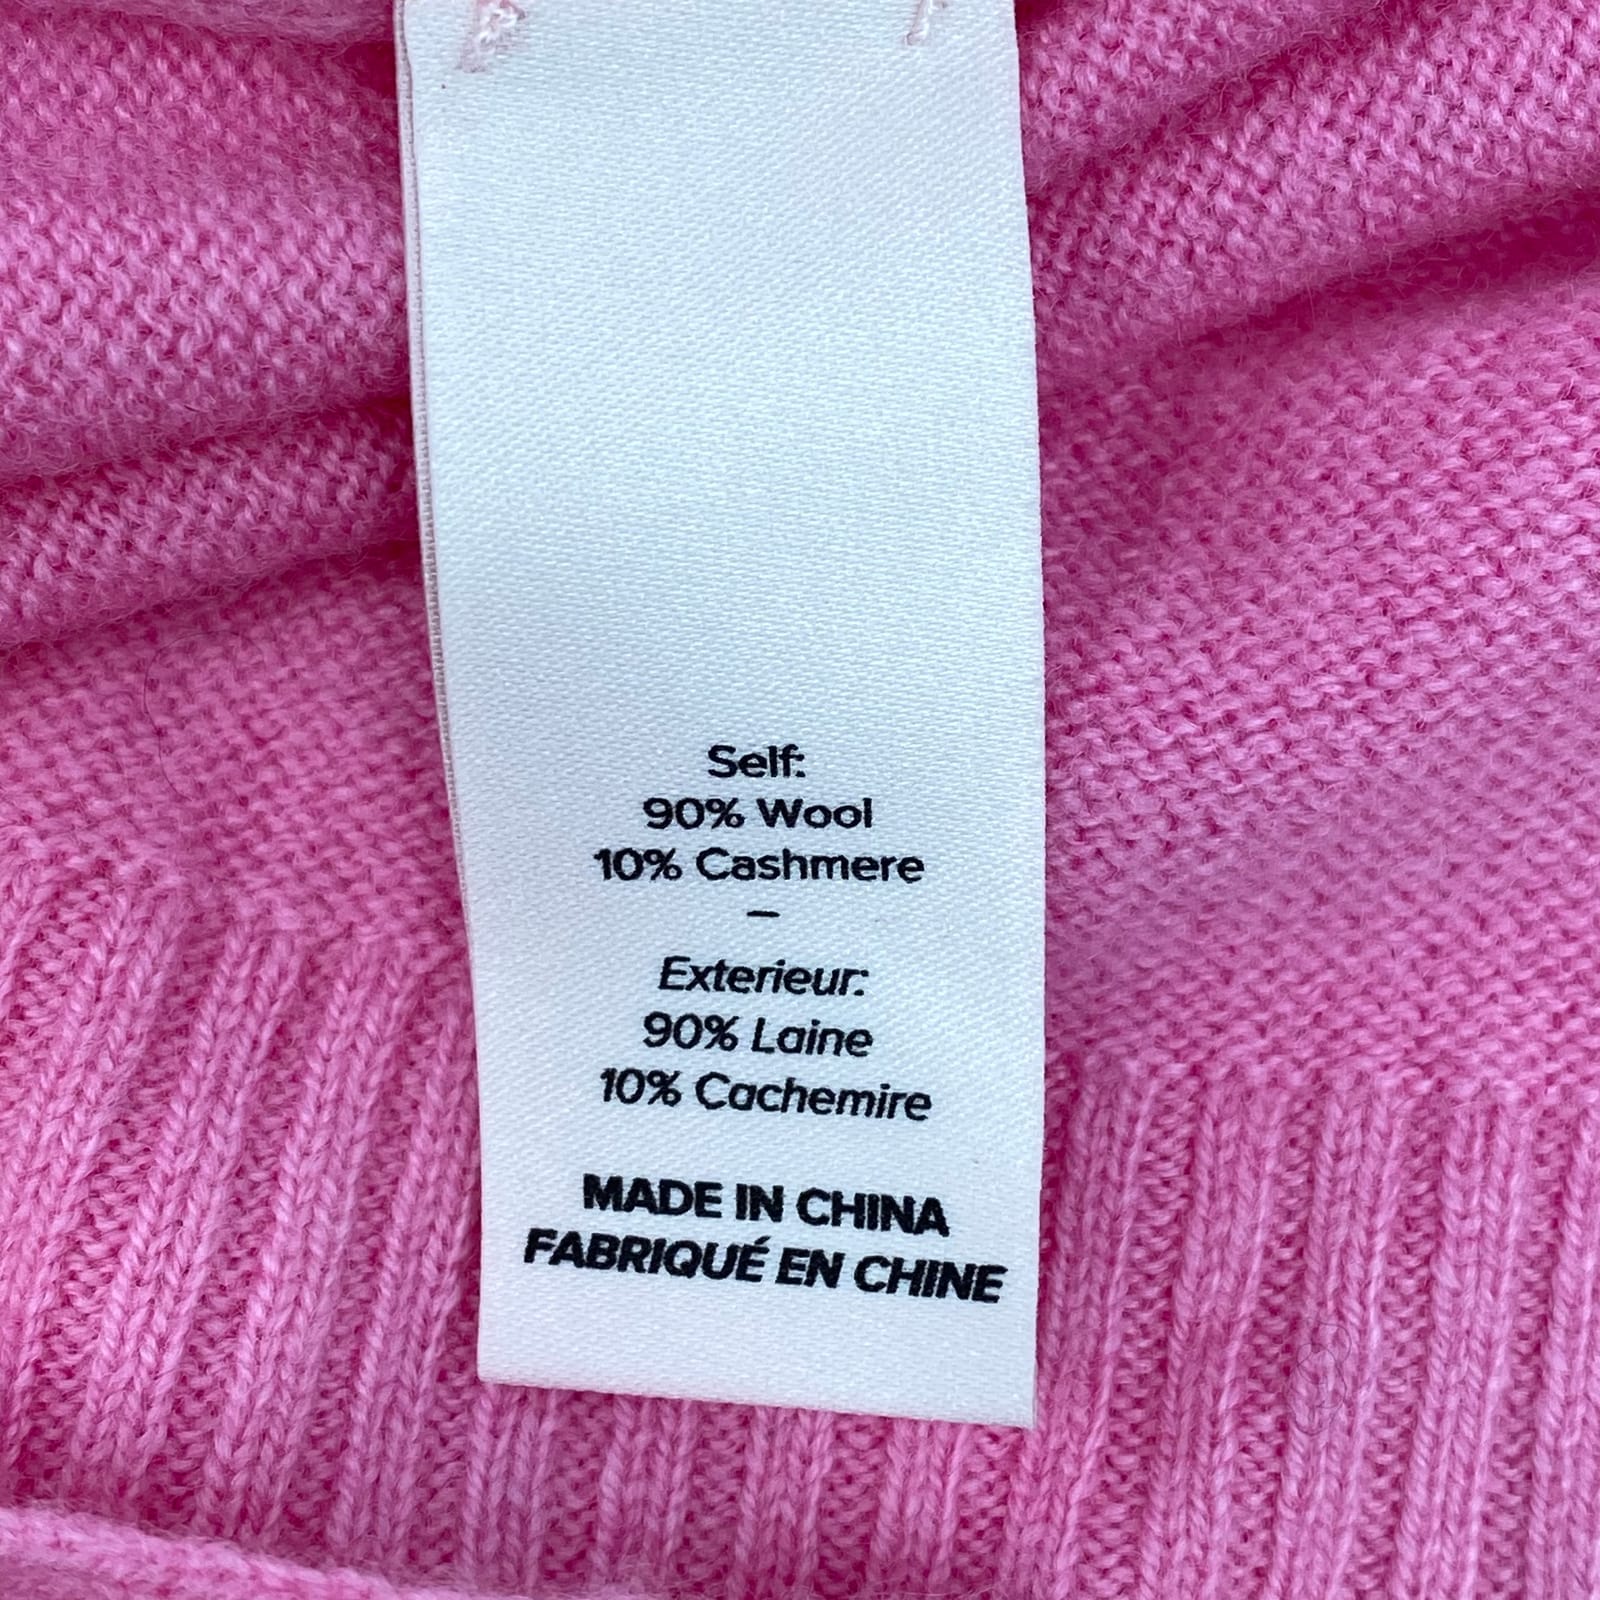 Self:
90% Wool
10% Cashmere
–
Exterieur:
90% Laine
10% Cachemire
MADE IN CHINA
FABRIQUÉ EN CHINE